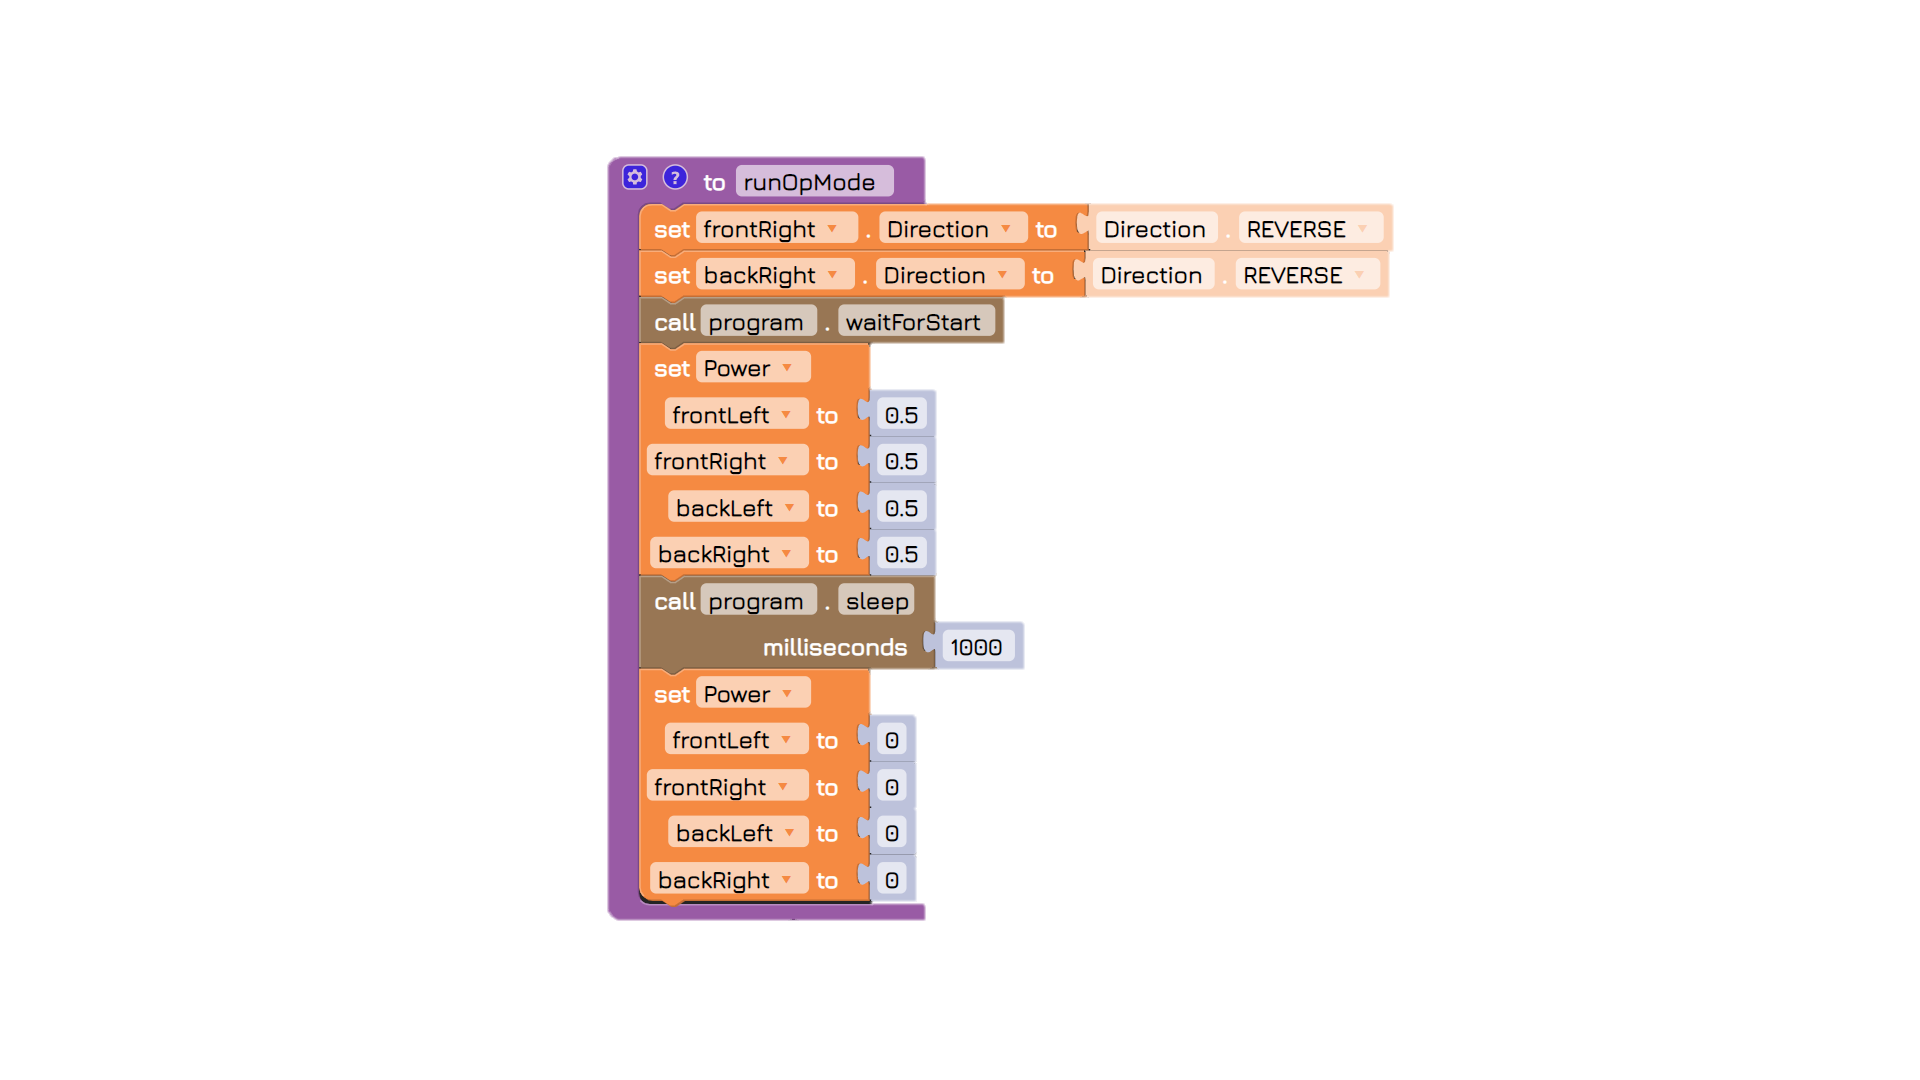 ? to runOpMode
set frontRight . Direction to Direction . REVERSE
set backRight . Direction to Direction . REVERSE
call program . waitForStart
set Power
frontLeft to 0.5
frontRight to 0.5
backLeft to 0.5
backRight to 0.5
call program . sleep
milliseconds 1000
set Power
frontLeft to 0
frontRight to 0
backLeft to 0
backRight to 0